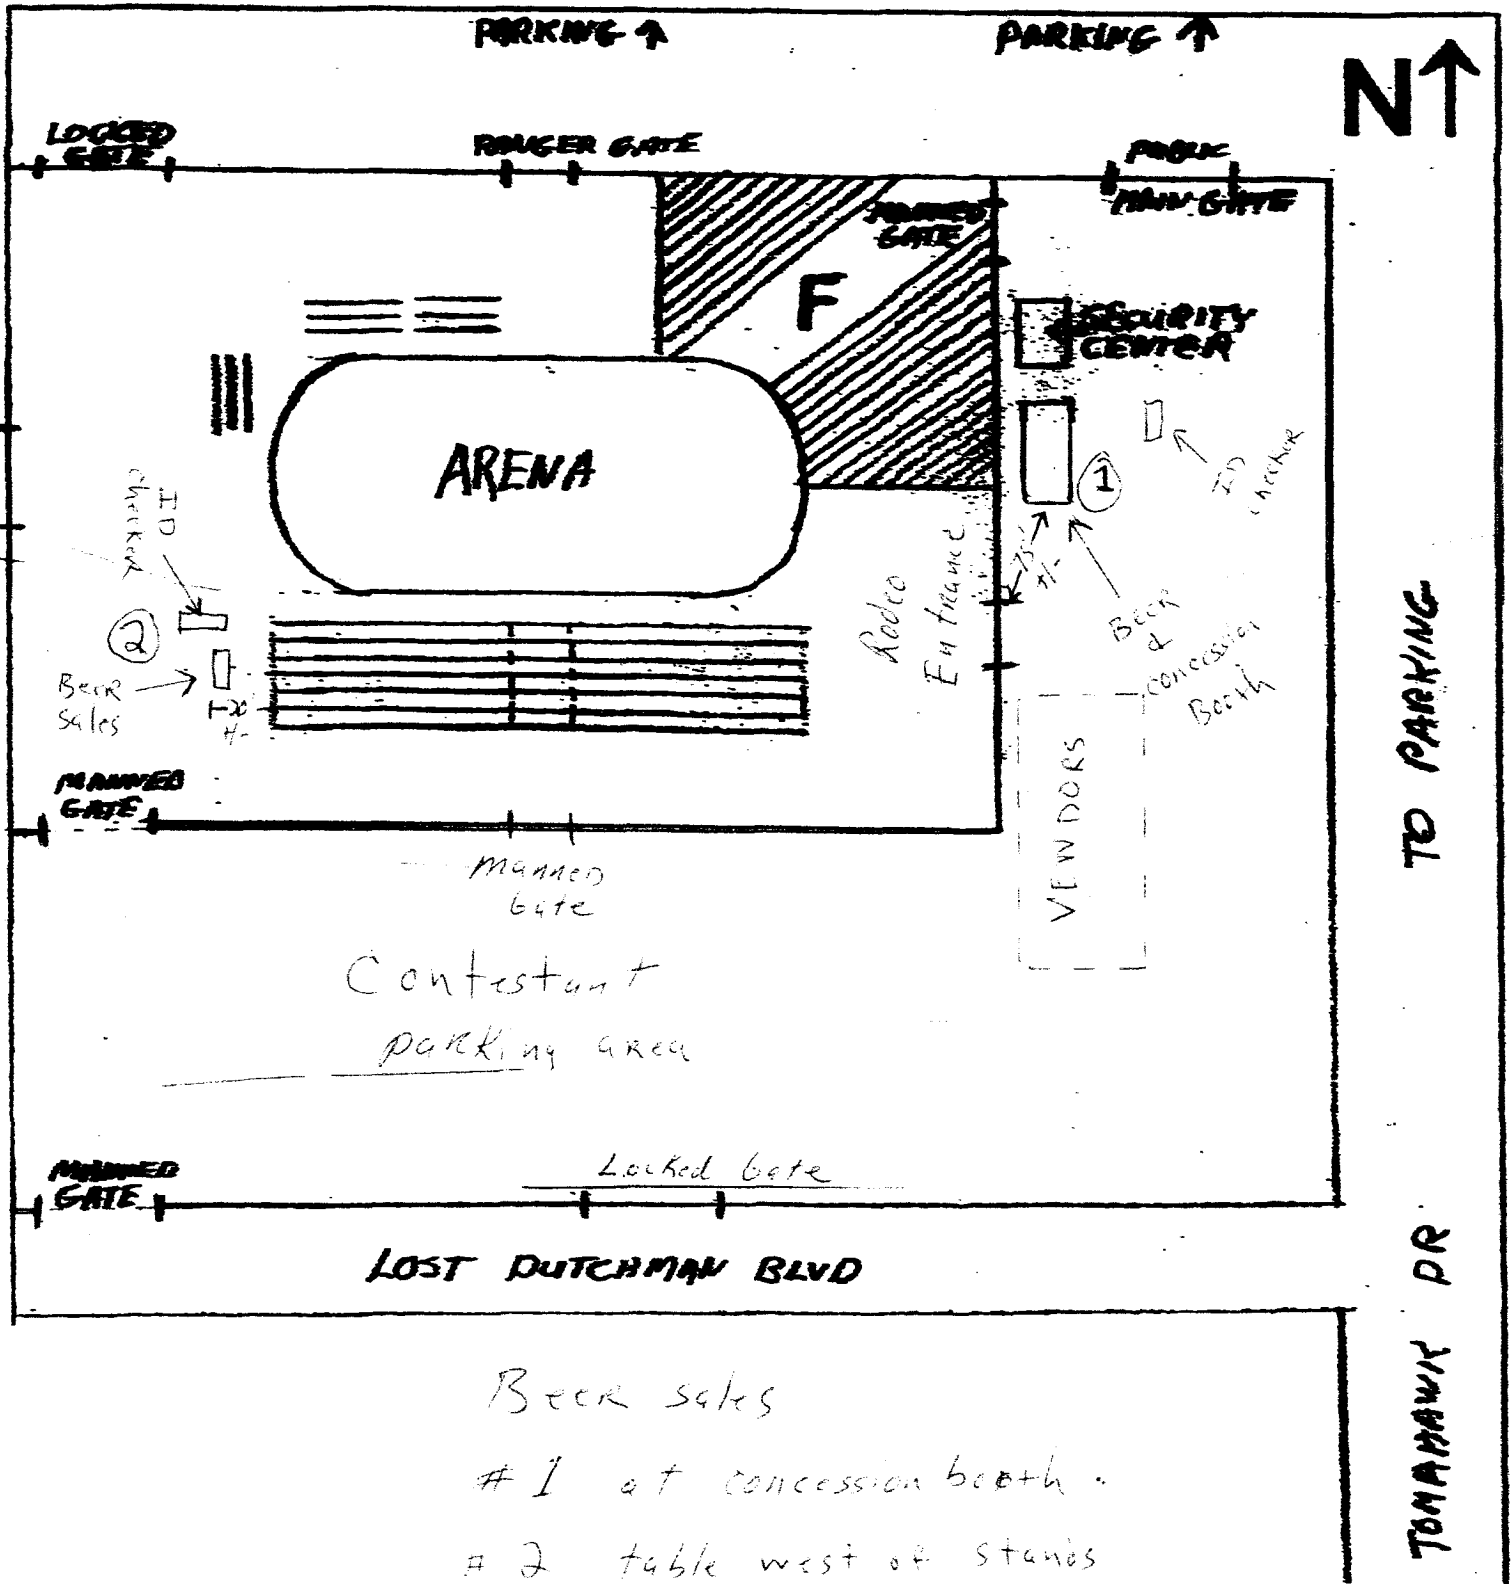 PARKING ↑
PARKING ↑
N↑
LOCKED
GATE
GATE
PUBLIC
MAIN GATE
MANNED
GATE
F
SECURITY
CENTER
ARENA
1
ID
checker
ID
checker
75'
+/-
Rodeo
Entrance
Beer
&
concession
Booth
2
Beer
Sales
20
+/-
VENDORS
MANNED
GATE
Manned
Gate
Contestant
parking area
TO PARKING
MANNED
GATE
Locked Gate
LOST DUTCHMAN BLVD
TOMAHAWK DR
Beer sales
# 1 at concession booth.
# 2 table west of stands